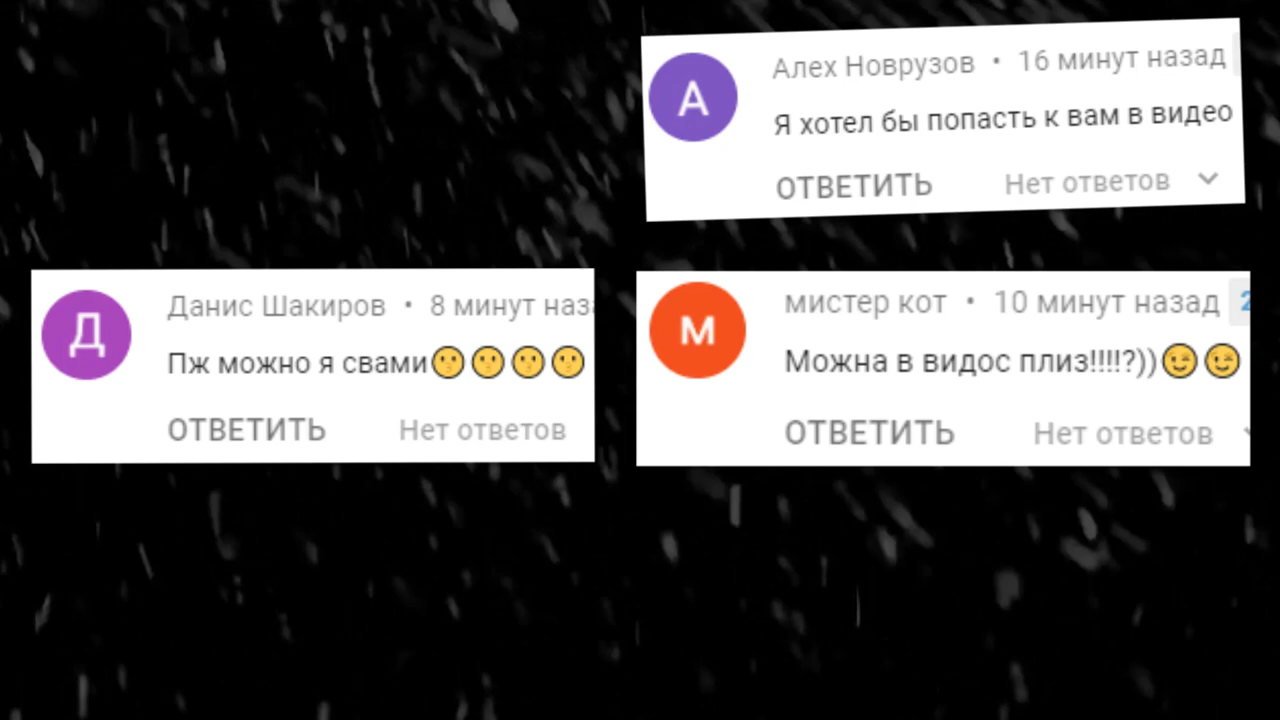 А
Алех Новрузов • 16 минут назад
Я хотел бы попасть к вам в видео
ОТВЕТИТЬ Нет ответов
Д
Данис Шакиров • 8 минут
Пж можно я свами😗😗😗😗
ОТВЕТИТЬ Нет ответов
м
мистер кот • 10 минут назад
Можна в видос плиз!!!!?))😉😉
ОТВЕТИТЬ Нет ответов